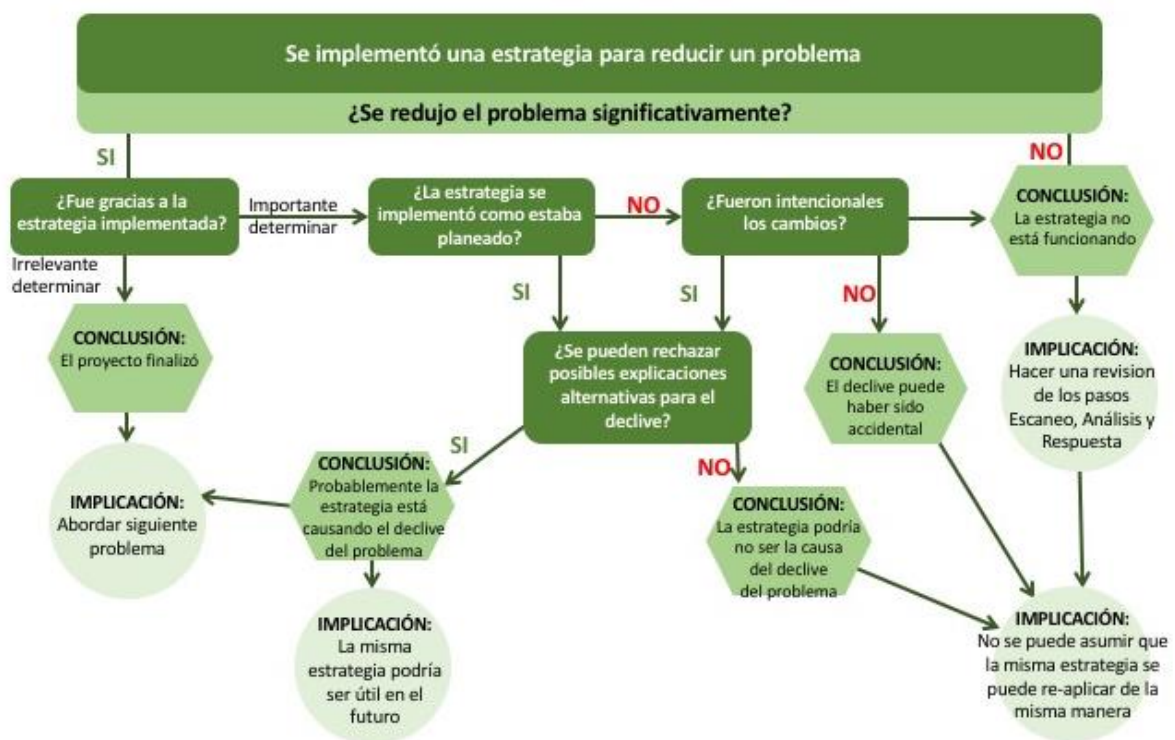 Se implementó una estrategia para reducir un problema
¿Se redujo el problema significativamente?
SI
NO
¿Fue gracias a la
estrategia implementada?
Importante
determinar
¿La estrategia se
implementó como estaba
planeado?
NO
¿Fueron intencionales
los cambios?
CONCLUSIÓN:
La estrategia no
está funcionando
Irrelevante
determinar
SI
SI
NO
CONCLUSIÓN:
El proyecto finalizó
¿Se pueden rechazar
posibles explicaciones
alternativas para el
declive?
CONCLUSIÓN:
El declive puede
haber sido
accidental
IMPLICACIÓN:
Hacer una revision
de los pasos
Escaneo, Análisis y
Respuesta
SI
NO
IMPLICACIÓN:
Abordar siguiente
problema
CONCLUSIÓN:
Probablemente la
estrategia está
causando el declive
del problema
CONCLUSIÓN:
La estrategia podría
no ser la causa
del declive
del problema
IMPLICACIÓN:
La misma
estrategia podría
ser útil en el
futuro
IMPLICACIÓN:
No se puede asumir que
la misma estrategia se
puede re-aplicar de la
misma manera